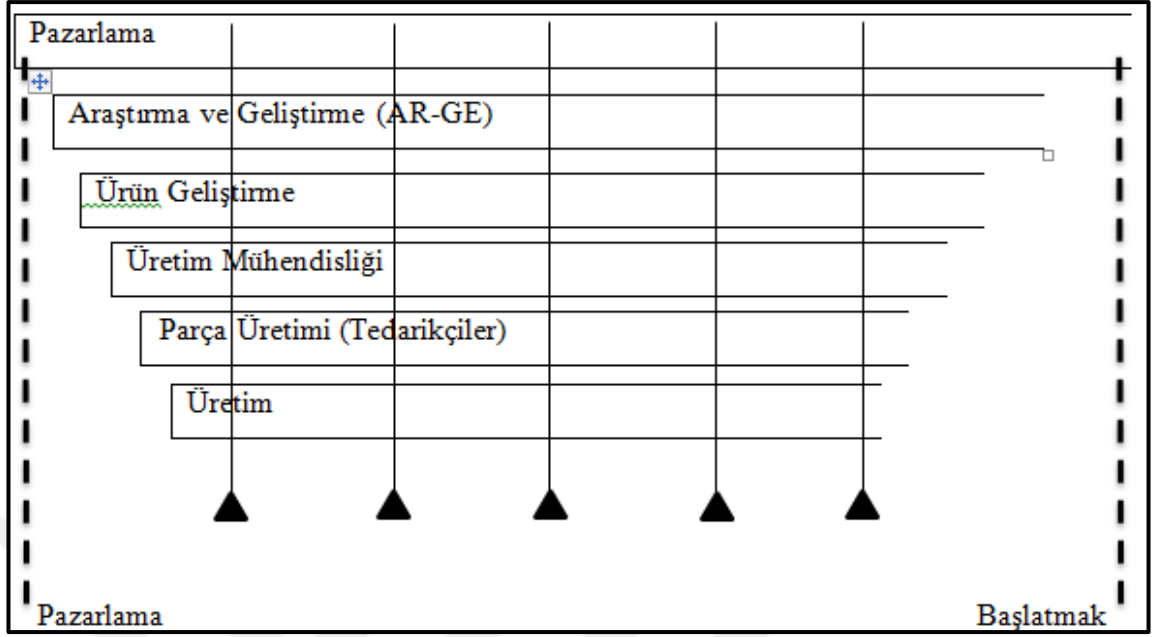 Pazarlama
Araştırma ve Geliştirme (AR-GE)
Ürün Geliştirme
Üretim Mühendisliği
Parça Üretimi (Tedarikçiler)
Üretim
Pazarlama
Başlatmak